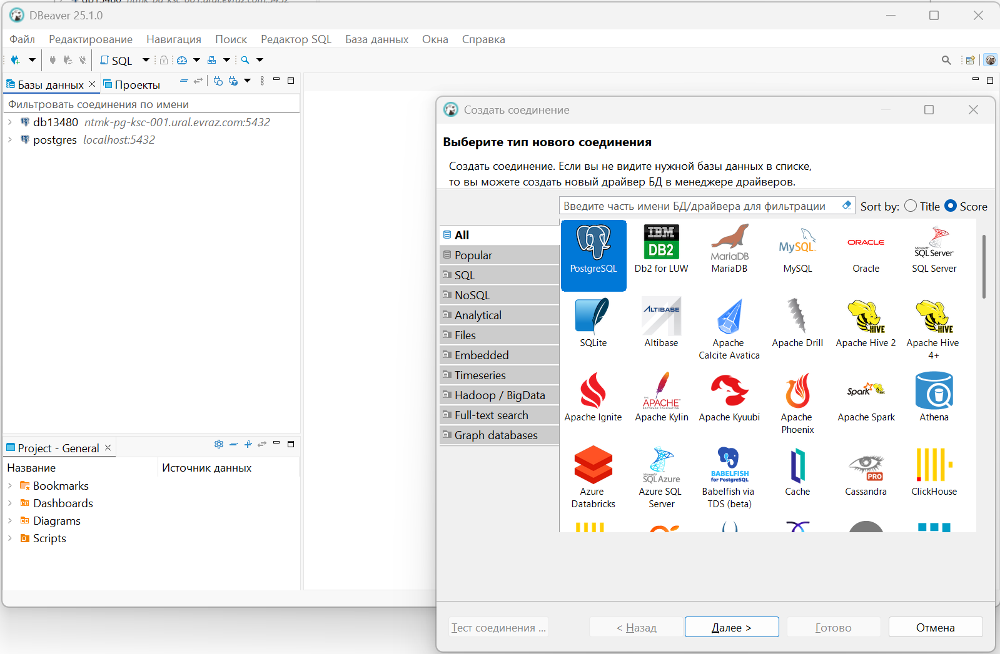 DBeaver 25.1.0
Файл Редактирование Навигация Поиск Редактор SQL База данных Окна Справка
SQL
Базы данных Проекты
Фильтровать соединения по имени
db13480 ntmk-pg-ksc-001.ural.evraz.com:5432
postgres localhost:5432
Project - General
Название Источник данных
Bookmarks
Dashboards
Diagrams
Scripts
Создать соединение
Выберите тип нового соединения
Создать соединение. Если вы не видите нужной базы данных в списке,
то вы можете создать новый драйвер БД в менеджере драйверов.
Введите часть имени БД/драйвера для фильтрации Sort by: Title Score
All
Popular
SQL
NoSQL
Analytical
Files
Embedded
Timeseries
Hadoop / BigData
Full-text search
Graph databases
IBM
DB2
MariaDB
MySQL
ORACLE
Microsoft
SQL Server
PostgreSQL Db2 for LUW MariaDB MySQL Oracle SQL Server
ALTIBASE
HIVE
HIVE
SQLite Altibase Apache Calcite Avatica Apache Drill Apache Hive 2 Apache Hive 4+
THE
APACHE
SOFTWARE FOUNDATION
Spark
Apache Ignite Apache Kylin Apache Kyuubi Apache Phoenix Apache Spark Athena
Microsoft
SQL Azure
BABELFISH
for PostgreSQL
PRO
Azure Databricks Azure SQL Server Babelfish via TDS (beta) Cache Cassandra ClickHouse
Тест соединения ... < Назад Далее > Готово Отмена